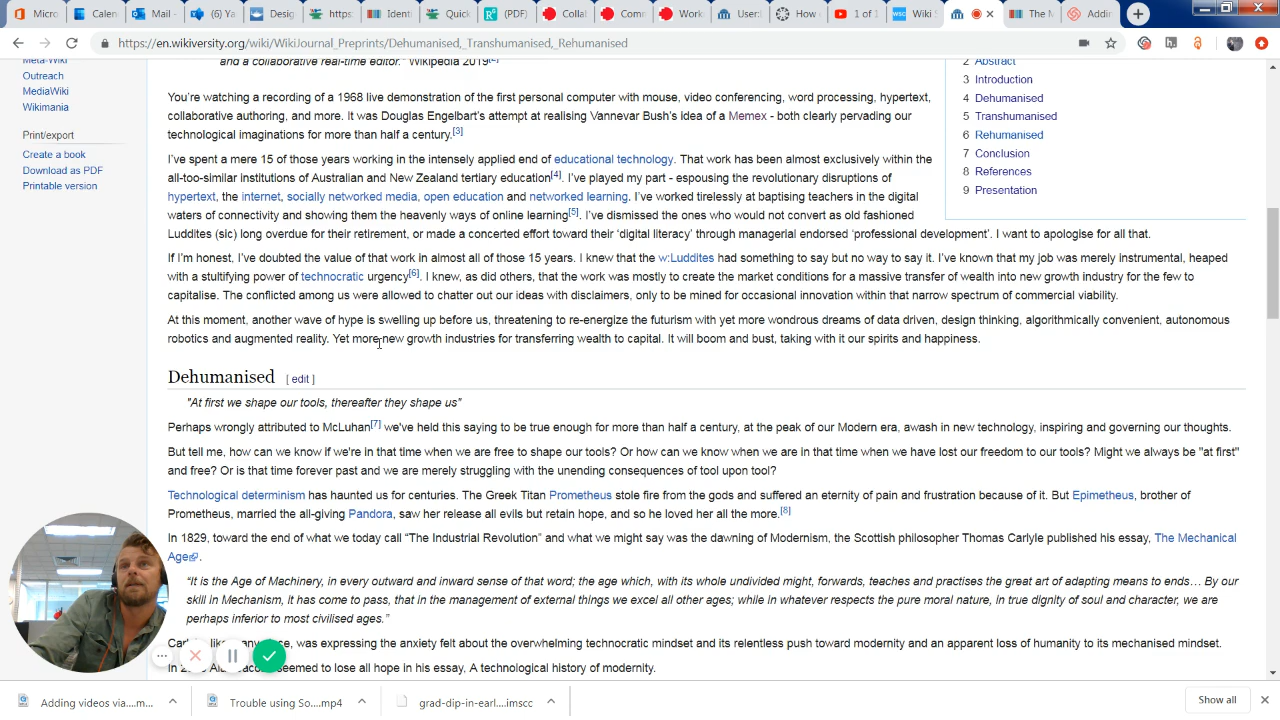 Micro
Calen
Mail -
(6) Ya
Desig
https:
Identi
Quick
(PDF)
Collal
Comm
Work
User:I
How o
1 of 1
Wiki S
The M
Addin
https://en.wikiversity.org/wiki/WikiJournal_Preprints/Dehumanised,_Transhumanised,_Rehumanised
Meta-Wiki
Outreach
MediaWiki
Wikimania
Print/export
Create a book
Download as PDF
Printable version
and a collaborative real-time editor." Wikipedia 2019[2]
2 Abstract
3 Introduction
4 Dehumanised
5 Transhumanised
6 Rehumanised
7 Conclusion
8 References
9 Presentation
You're watching a recording of a 1968 live demonstration of the first personal computer with mouse, video conferencing, word processing, hypertext,
collaborative authoring, and more. It was Douglas Engelbart's attempt at realising Vannevar Bush's idea of a Memex - both clearly pervading our
technological imaginations for more than half a century.[3]
I've spent a mere 15 of those years working in the intensely applied end of educational technology. That work has been almost exclusively within the
all-too-similar institutions of Australian and New Zealand tertiary education[4]. I've played my part - espousing the revolutionary disruptions of
hypertext, the internet, socially networked media, open education and networked learning. I've worked tirelessly at baptising teachers in the digital
waters of connectivity and showing them the heavenly ways of online learning[5]. I've dismissed the ones who would not convert as old fashioned
Luddites (sic) long overdue for their retirement, or made a concerted effort toward their 'digital literacy' through managerial endorsed 'professional development'. I want to apologise for all that.
If I'm honest, I've doubted the value of that work in almost all of those 15 years. I knew that the w:Luddites had something to say but no way to say it. I've known that my job was merely instrumental, heaped
with a stultifying power of technocratic urgency[6]. I knew, as did others, that the work was mostly to create the market conditions for a massive transfer of wealth into new growth industry for the few to
capitalise. The conflicted among us were allowed to chatter out our ideas with disclaimers, only to be mined for occasional innovation within that narrow spectrum of commercial viability.
At this moment, another wave of hype is swelling up before us, threatening to re-energize the futurism with yet more wondrous dreams of data driven, design thinking, algorithmically convenient, autonomous
robotics and augmented reality. Yet more new growth industries for transferring wealth to capital. It will boom and bust, taking with it our spirits and happiness.
Dehumanised [ edit ]
"At first we shape our tools, thereafter they shape us"
Perhaps wrongly attributed to McLuhan[7] we've held this saying to be true enough for more than half a century, at the peak of our Modern era, awash in new technology, inspiring and governing our thoughts.
But tell me, how can we know if we're in that time when we are free to shape our tools? Or how can we know when we are in that time when we have lost our freedom to our tools? Might we always be "at first"
and free? Or is that time forever past and we are merely struggling with the unending consequences of tool upon tool?
Technological determinism has haunted us for centuries. The Greek Titan Prometheus stole fire from the gods and suffered an eternity of pain and frustration because of it. But Epimetheus, brother of
Prometheus, married the all-giving Pandora, saw her release all evils but retain hope, and so he loved her all the more.[8]
In 1829, toward the end of what we today call "The Industrial Revolution" and what we might say was the dawning of Modernism, the Scottish philosopher Thomas Carlyle published his essay, The Mechanical
Age.
"It is the Age of Machinery, in every outward and inward sense of that word; the age which, with its whole undivided might, forwards, teaches and practises the great art of adapting means to ends... By our
skill in Mechanism, it has come to pass, that in the management of external things we excel all other ages; while in whatever respects the pure moral nature, in true dignity of soul and character, we are
perhaps inferior to most civilised ages."
was expressing the anxiety felt about the overwhelming technocratic mindset and its relentless push toward modernity and an apparent loss of humanity to its mechanised mindset.
seemed to lose all hope in his essay, A technological history of modernity.
Adding videos via....m...
Trouble using So....mp4
grad-dip-in-earl....imscc
Show all